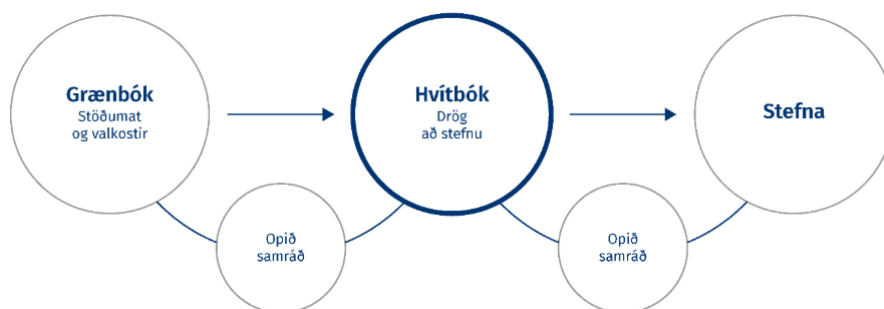 Grænbók
Stöðumat
og valkostir
Hvítbók
Drög
að stefnu
Stefna
Opið
samráð
Opið
samráð